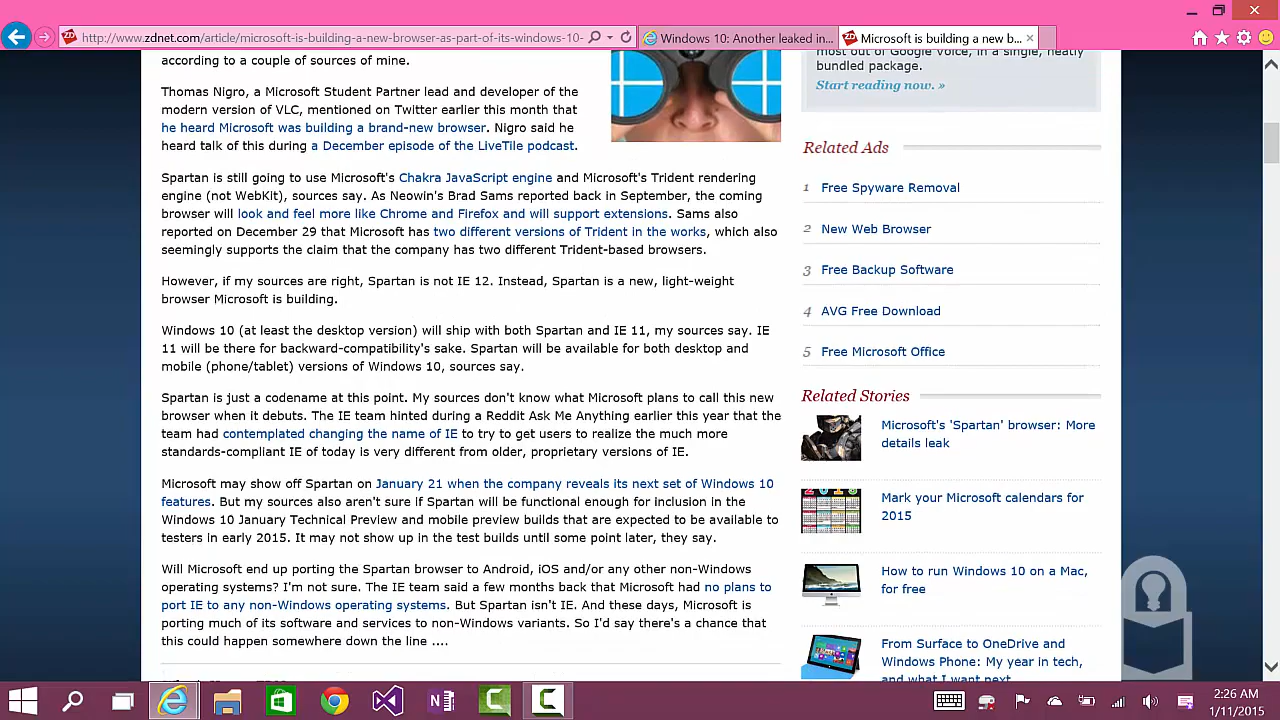 http://www.zdnet.com/article/microsoft-is-building-a-new-browser-as-part-of-its-windows-10-
Windows 10: Another leaked in...
Microsoft is building a new b...
according to a couple of sources of mine.
Thomas Nigro, a Microsoft Student Partner lead and developer of the
modern version of VLC, mentioned on Twitter earlier this month that
he heard Microsoft was building a brand-new browser. Nigro said he
heard talk of this during a December episode of the LiveTile podcast.
Spartan is still going to use Microsoft's Chakra JavaScript engine and Microsoft's Trident rendering
engine (not WebKit), sources say. As Neowin's Brad Sams reported back in September, the coming
browser will look and feel more like Chrome and Firefox and will support extensions. Sams also
reported on December 29 that Microsoft has two different versions of Trident in the works, which also
seemingly supports the claim that the company has two different Trident-based browsers.
However, if my sources are right, Spartan is not IE 12. Instead, Spartan is a new, light-weight
browser Microsoft is building.
Windows 10 (at least the desktop version) will ship with both Spartan and IE 11, my sources say. IE
11 will be there for backward-compatibility's sake. Spartan will be available for both desktop and
mobile (phone/tablet) versions of Windows 10, sources say.
Spartan is just a codename at this point. My sources don't know what Microsoft plans to call this new
browser when it debuts. The IE team hinted during a Reddit Ask Me Anything earlier this year that the
team had contemplated changing the name of IE to try to get users to realize the much more
standards-compliant IE of today is very different from older, proprietary versions of IE.
Microsoft may show off Spartan on January 21 when the company reveals its next set of Windows 10
features. But my sources also aren't sure if Spartan will be functional enough for inclusion in the
Windows 10 January Technical Preview and mobile preview builds that are expected to be available to
testers in early 2015. It may not show up in the test builds until some point later, they say.
Will Microsoft end up porting the Spartan browser to Android, iOS and/or any other non-Windows
operating systems? I'm not sure. The IE team said a few months back that Microsoft had no plans to
port IE to any non-Windows operating systems. But Spartan isn't IE. And these days, Microsoft is
porting much of its software and services to non-Windows variants. So I'd say there's a chance that
this could happen somewhere down the line ....
most out of Google Voice, in a single, neatly
bundled package.
Start reading now. »
Related Ads
1 Free Spyware Removal
2 New Web Browser
3 Free Backup Software
4 AVG Free Download
5 Free Microsoft Office
Related Stories
Microsoft's 'Spartan' browser: More
details leak
Mark your Microsoft calendars for
2015
How to run Windows 10 on a Mac,
for free
From Surface to OneDrive and
Windows Phone: My year in tech,
and what I want next
2:26 AM
1/11/2015